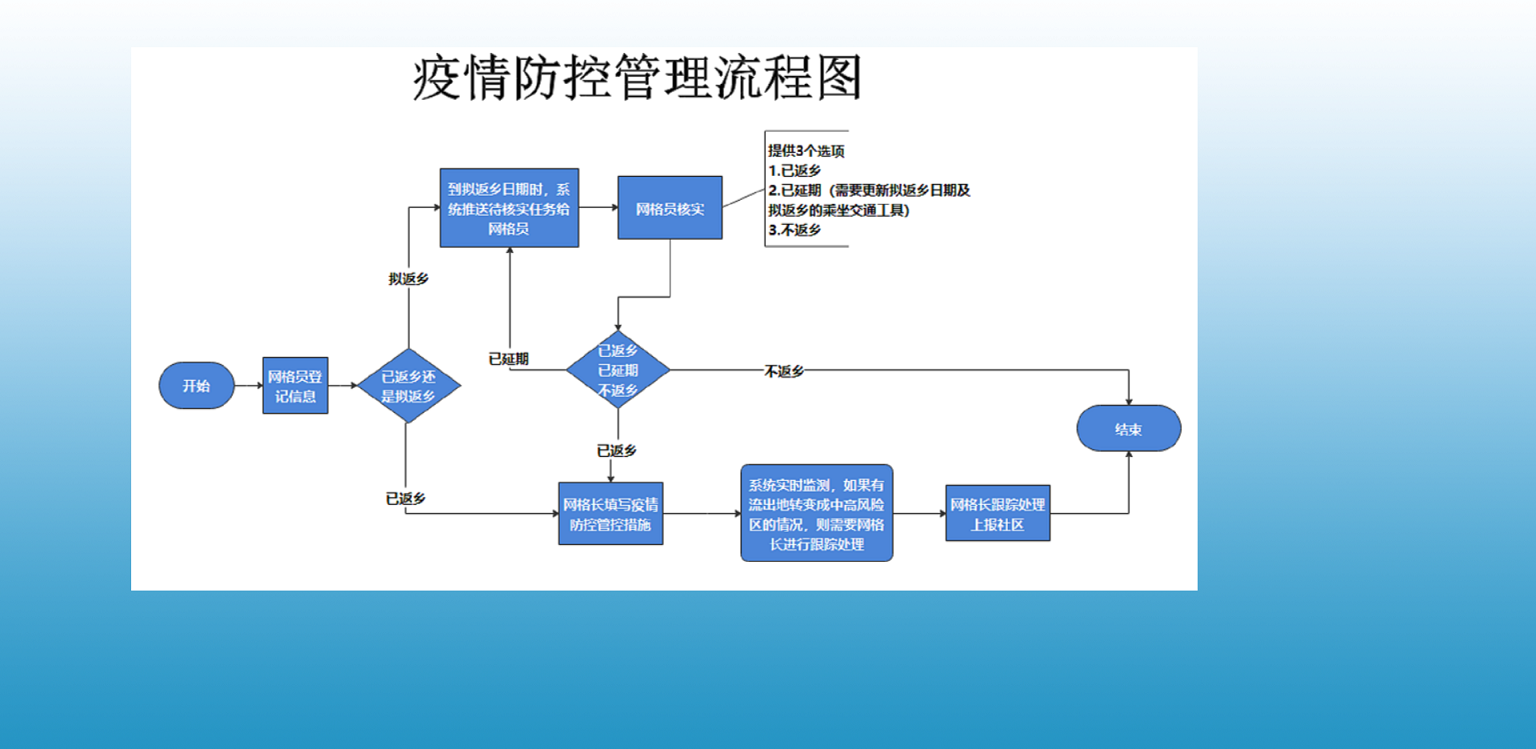 疫情防控管理流程图
提供3个选项
1.已返乡
2.已延期（需要更新拟返乡日期及
拟返乡的乘坐交通工具）
3.不返乡
到拟返乡日期时，系
统推送待核实任务给
网格员
网格员核实
拟返乡
已延期
已返乡
已延期
不返乡
不返乡
开始
网格员登
记信息
已返乡还
是拟返乡
结束
已返乡
已返乡
网格长填写疫情
防控管控措施
系统实时监测，如果有
流出地转变成中高风险
区的情况，则需要网格
长进行跟踪处理
网格长跟踪处理
上报社区